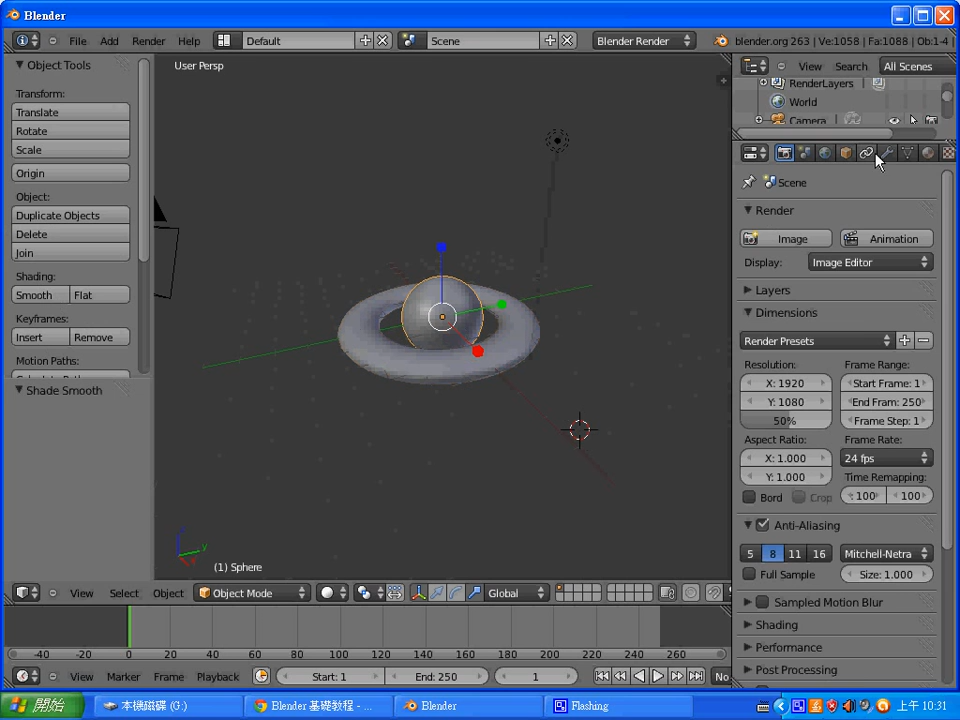 Blender
File Add Render Help Default Scene Blender Render blender.org 263 | Ve:1058 | Fa:1088 | Ob:1-4 |
Object Tools
Transform:
Translate
Rotate
Scale
Origin
Object:
Duplicate Objects
Delete
Join
Shading:
Smooth Flat
Keyframes:
Insert Remove
Motion Paths:
Shade Smooth
User Persp
(1) Sphere
View Search All Scenes
RenderLayers
World
Camera
Scene
Render
Image Animation
Display: Image Editor
Layers
Dimensions
Render Presets
Resolution: Frame Range:
X: 1920 Start Frame: 1
Y: 1080 End Fram: 250
50% Frame Step: 1
Aspect Ratio: Frame Rate:
X: 1.000 24 fps
Y: 1.000 Time Remapping:
Bord Crop : 100 100
Anti-Aliasing
5 8 11 16 Mitchell-Netra
Full Sample Size: 1.000
Sampled Motion Blur
Shading
Performance
Post Processing
View Select Object Object Mode Global
-40 -20 0 20 40 60 80 100 120 140 160 180 200 220 240 260
View Marker Frame Playback Start: 1 End: 250 1 No
開始 本機磁碟 (G:) Blender 基礎教程 - ... Blender Flashing 上午 10:31